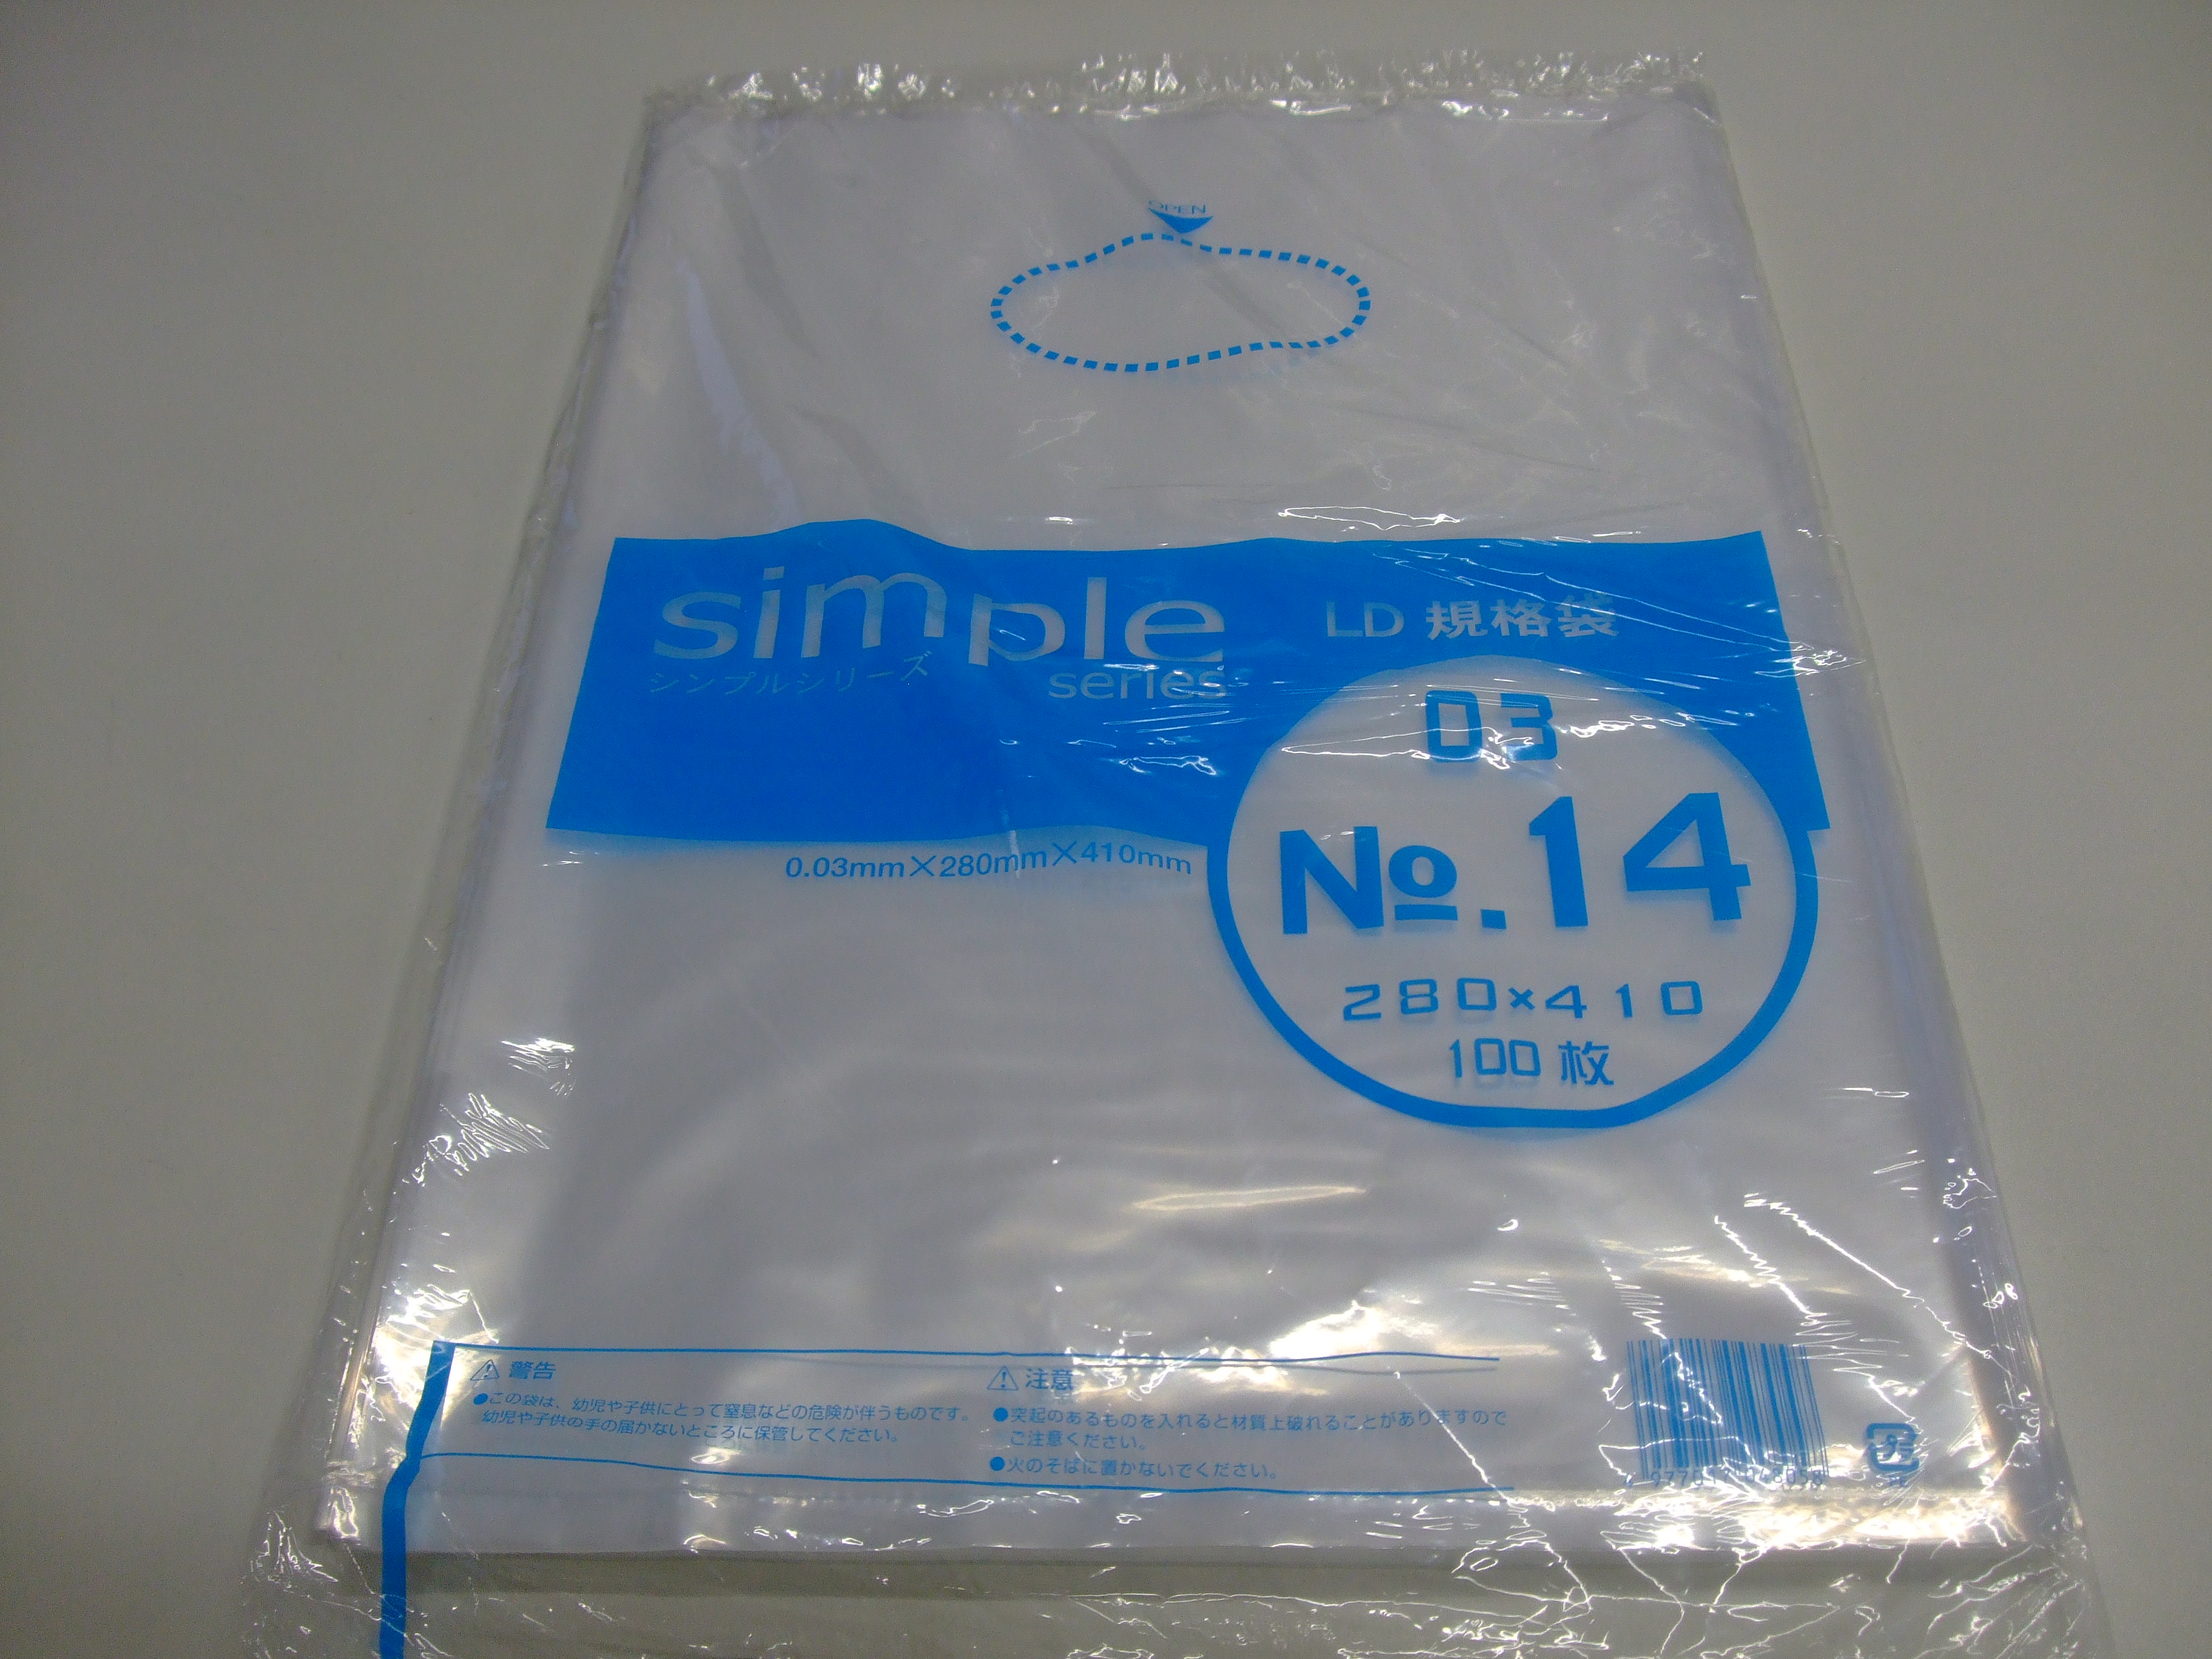 OPEN
simple
シンプルシリーズ
series
LD 規格袋
03
No.14
280×410
100枚
0.03mm×280mm×410mm
警告
●この袋は、幼児や子供にとって窒息などの危険が伴うものです。
幼児や子供の手の届かないところに保管してください。
注意
●突起のあるものを入れると材質上破れることがありますので
ご注意ください。
●火のそばに置かないでください。